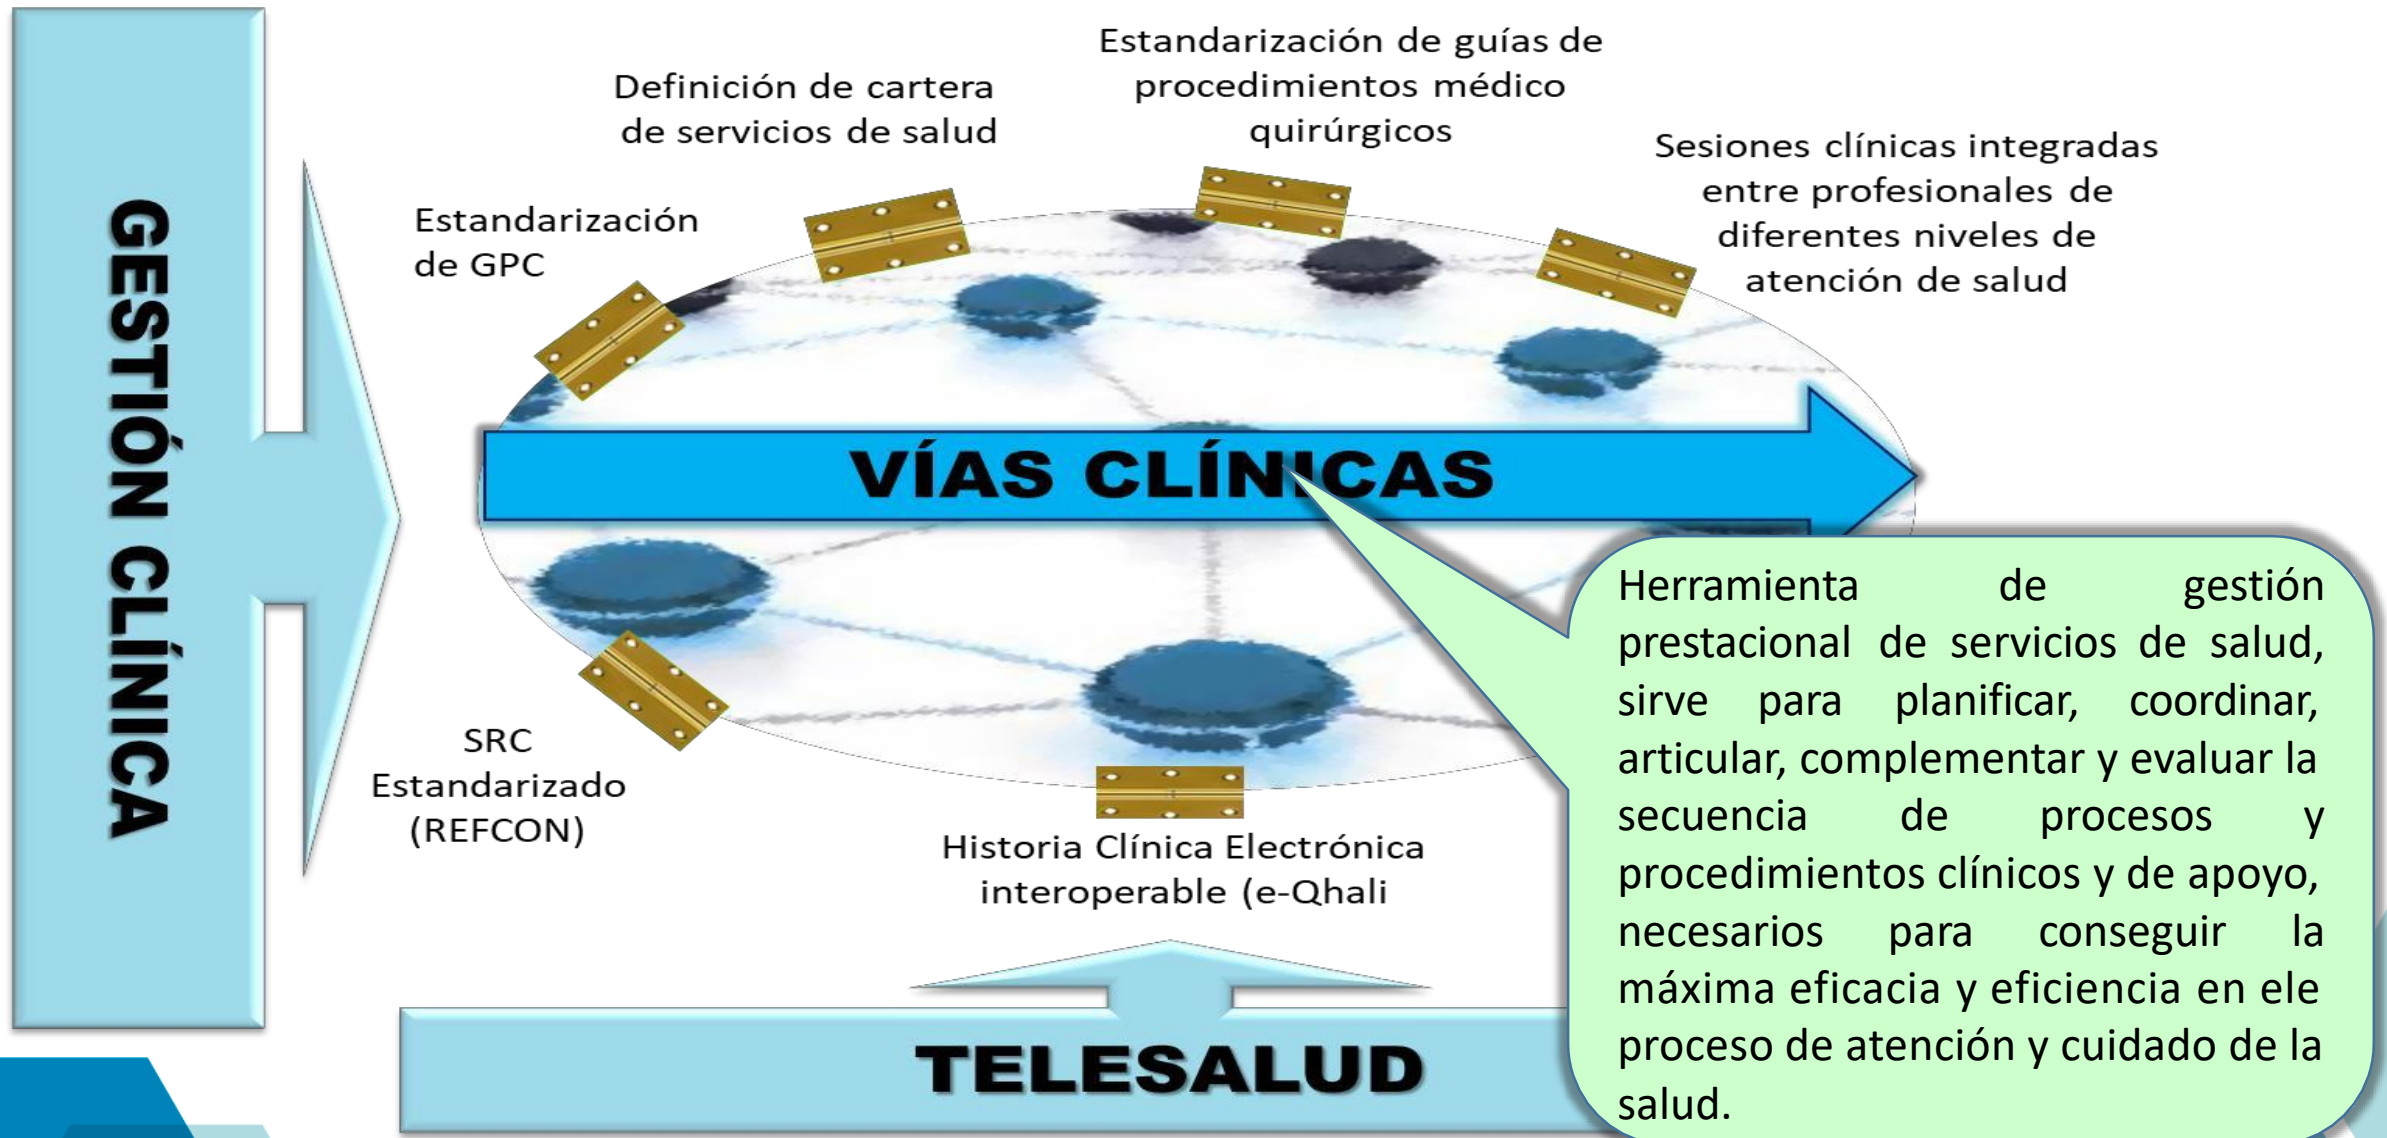 GESTIÓN CLÍNICA
Estandarización
de GPC
Definición de cartera
de servicios de salud
Estandarización de guías de
procedimientos médico
quirúrgicos
Sesiones clínicas integradas
entre profesionales de
diferentes niveles de
atención de salud
VÍAS CLÍNICAS
Herramienta de gestión
prestacional de servicios de salud,
sirve para planificar, coordinar,
articular, complementar y evaluar la
secuencia de procesos y
procedimientos clínicos y de apoyo,
necesarios para conseguir la
máxima eficacia y eficiencia en ele
proceso de atención y cuidado de la
salud.
SRC
Estandarizado
(REFCON)
Historia Clínica Electrónica
interoperable (e-Qhali
TELESALUD